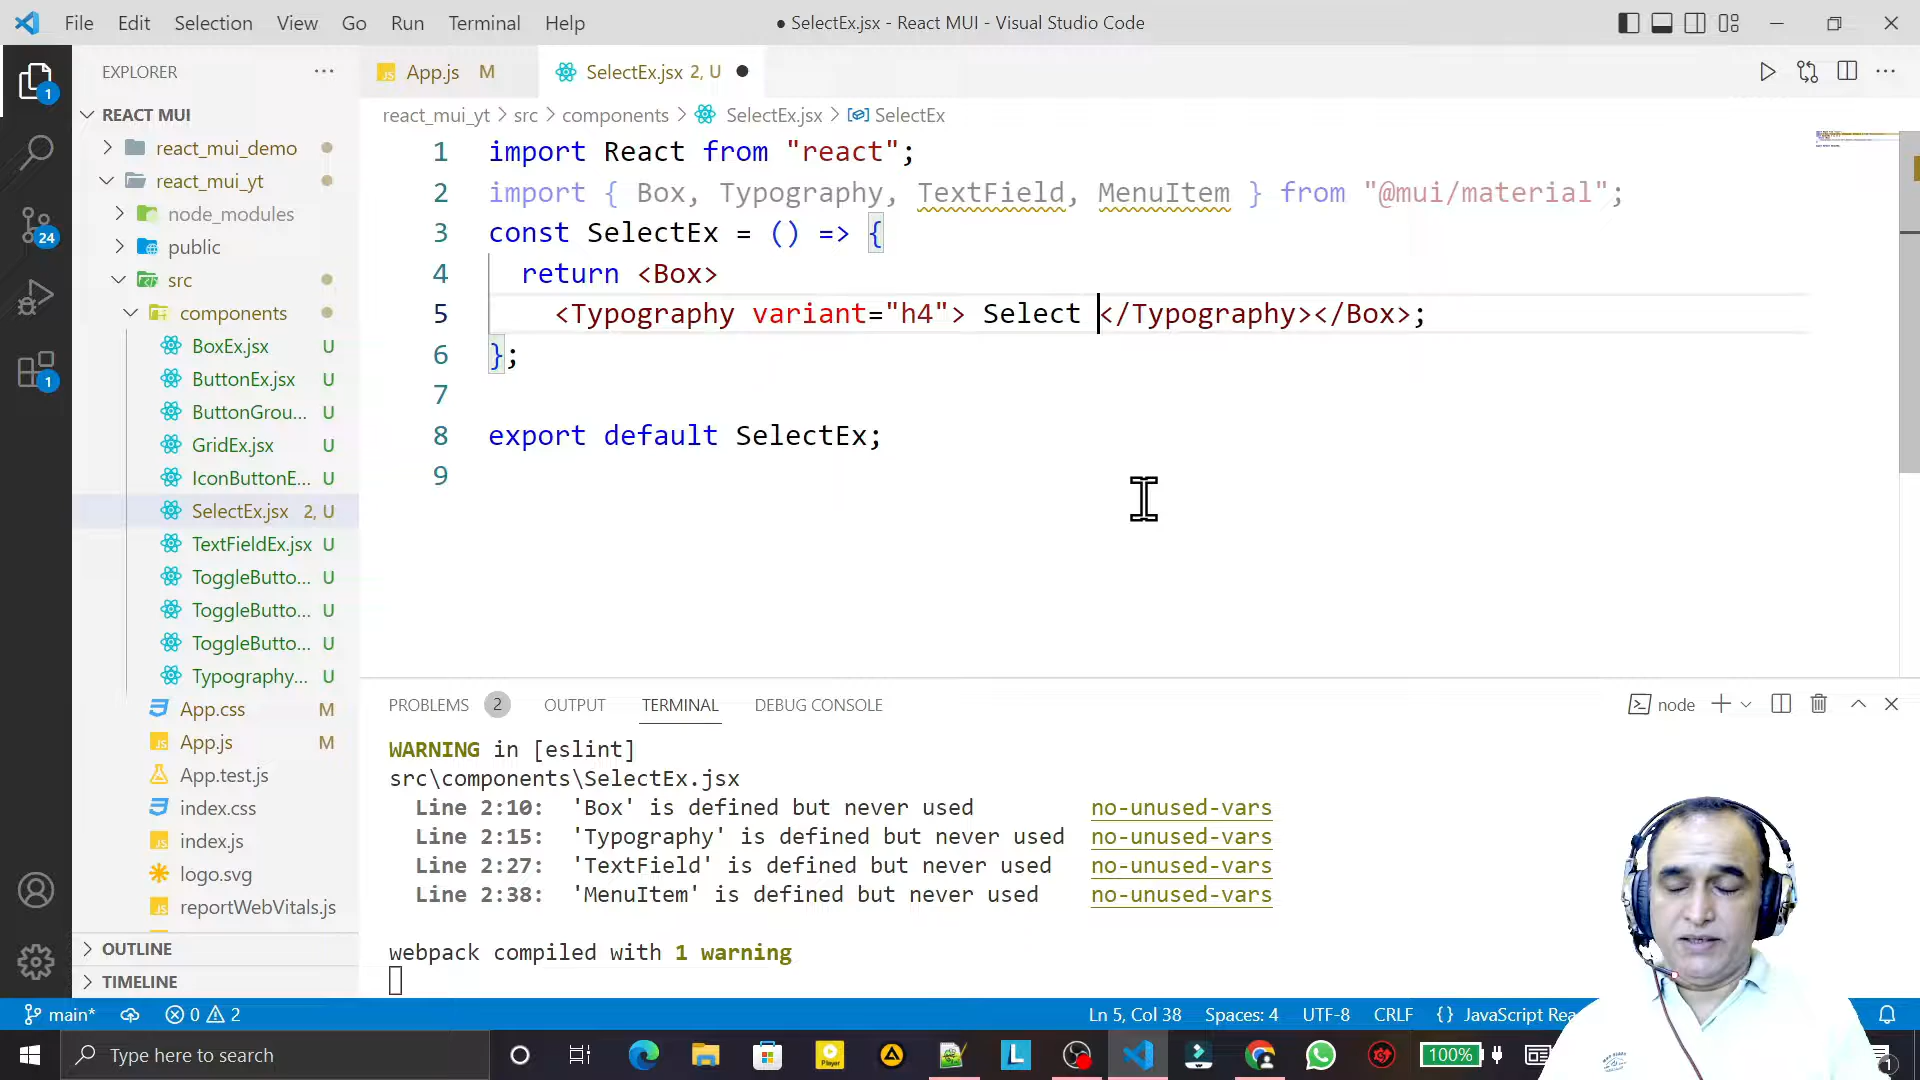 File Edit Selection View Go Run Terminal Help
● SelectEx.jsx - React MUI - Visual Studio Code
EXPLORER
App.js M
SelectEx.jsx 2, U
react_mui_yt > src > components > SelectEx.jsx > SelectEx
REACT MUI
react_mui_demo
react_mui_yt
node_modules
public
src
components
BoxEx.jsx U
ButtonEx.jsx U
ButtonGrou... U
GridEx.jsx U
IconButtonE... U
SelectEx.jsx 2, U
TextFieldEx.jsx U
ToggleButto... U
ToggleButto... U
ToggleButto... U
Typography... U
App.css M
App.js M
App.test.js
index.css
index.js
logo.svg
reportWebVitals.js
OUTLINE
TIMELINE
1
24
1
1 import React from "react";
2 import { Box, Typography, TextField, MenuItem } from "@mui/material";
3 const SelectEx = () => {
4 return <Box>
5 <Typography variant="h4"> Select </Typography></Box>;
6 };
7
8 export default SelectEx;
9
PROBLEMS 2 OUTPUT TERMINAL DEBUG CONSOLE
node
WARNING in [eslint]
src\components\SelectEx.jsx
Line 2:10: 'Box' is defined but never used no-unused-vars
Line 2:15: 'Typography' is defined but never used no-unused-vars
Line 2:27: 'TextField' is defined but never used no-unused-vars
Line 2:38: 'MenuItem' is defined but never used no-unused-vars
webpack compiled with 1 warning
main* 0 2
Ln 5, Col 38 Spaces: 4 UTF-8 CRLF {} JavaScript Rea
Type here to search
Player
L
100%
1